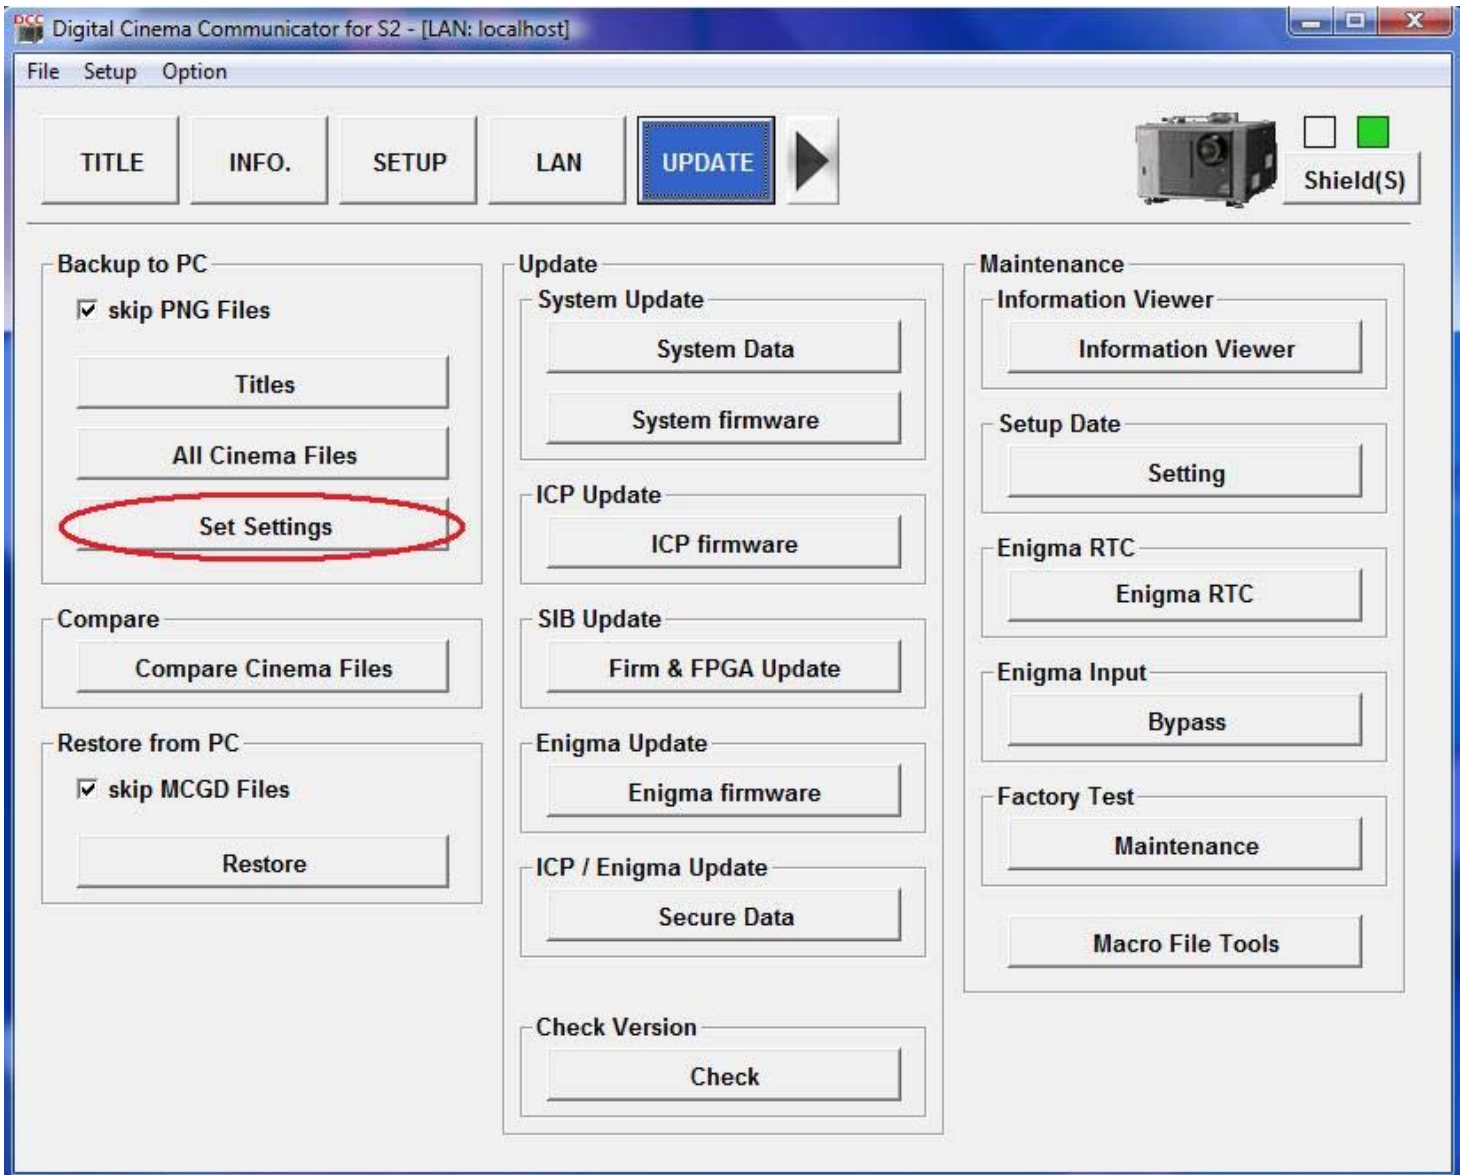 DCC
Digital Cinema Communicator for S2 - [LAN: localhost]
File Setup Option
TITLE INFO. SETUP LAN UPDATE
Shield(S)
Backup to PC
skip PNG Files
Titles
All Cinema Files
Set Settings
Compare
Compare Cinema Files
Restore from PC
skip MCGD Files
Restore
Update
System Update
System Data
System firmware
ICP Update
ICP firmware
SIB Update
Firm & FPGA Update
Enigma Update
Enigma firmware
ICP / Enigma Update
Secure Data
Check Version
Check
Maintenance
Information Viewer
Information Viewer
Setup Date
Setting
Enigma RTC
Enigma RTC
Enigma Input
Bypass
Factory Test
Maintenance
Macro File Tools